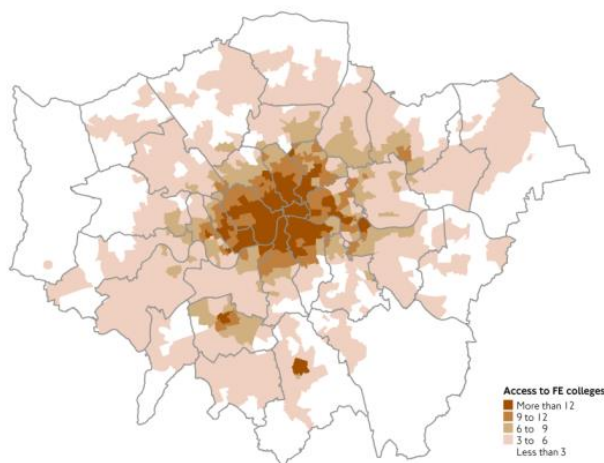 Access to FE colleges
More than 12
9 to 12
6 to 9
3 to 6
Less than 3